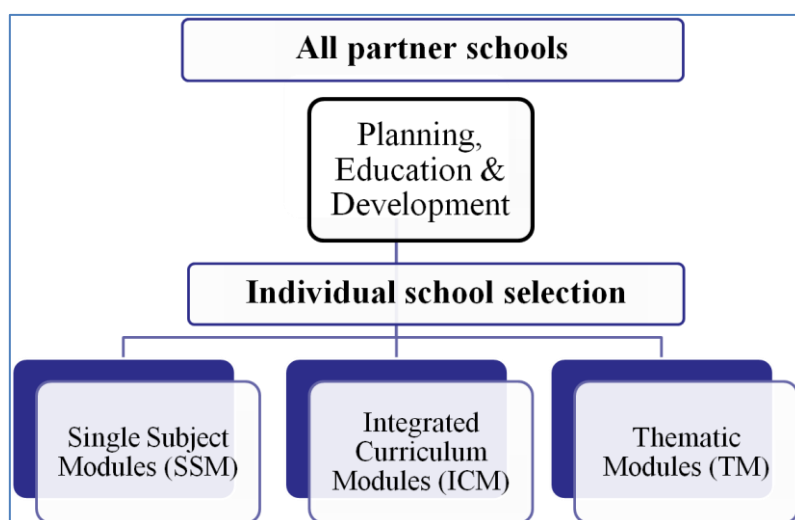 All partner schools
Planning,
Education &
Development
Individual school selection
Single Subject
Modules (SSM)
Integrated
Curriculum
Modules (ICM)
Thematic
Modules (TM)